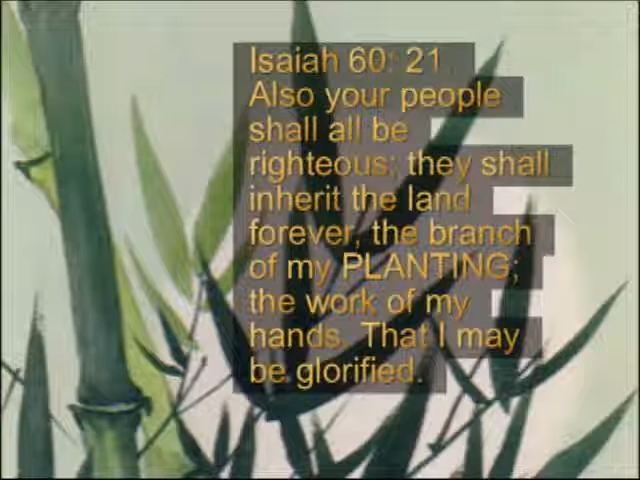 Isaiah 60: 21
Also your people
shall all be
righteous; they shall
inherit the land
forever, the branch
of my PLANTING;
the work of my
hands. That I may
be glorified.